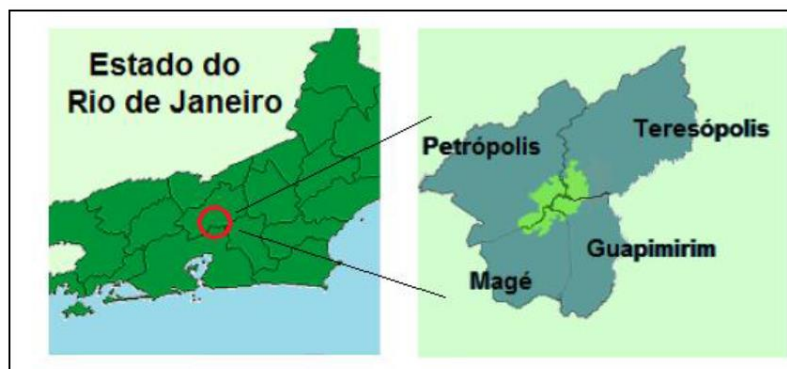 Estado do
Rio de Janeiro
Petrópolis
Teresópolis
Guapimirim
Magé